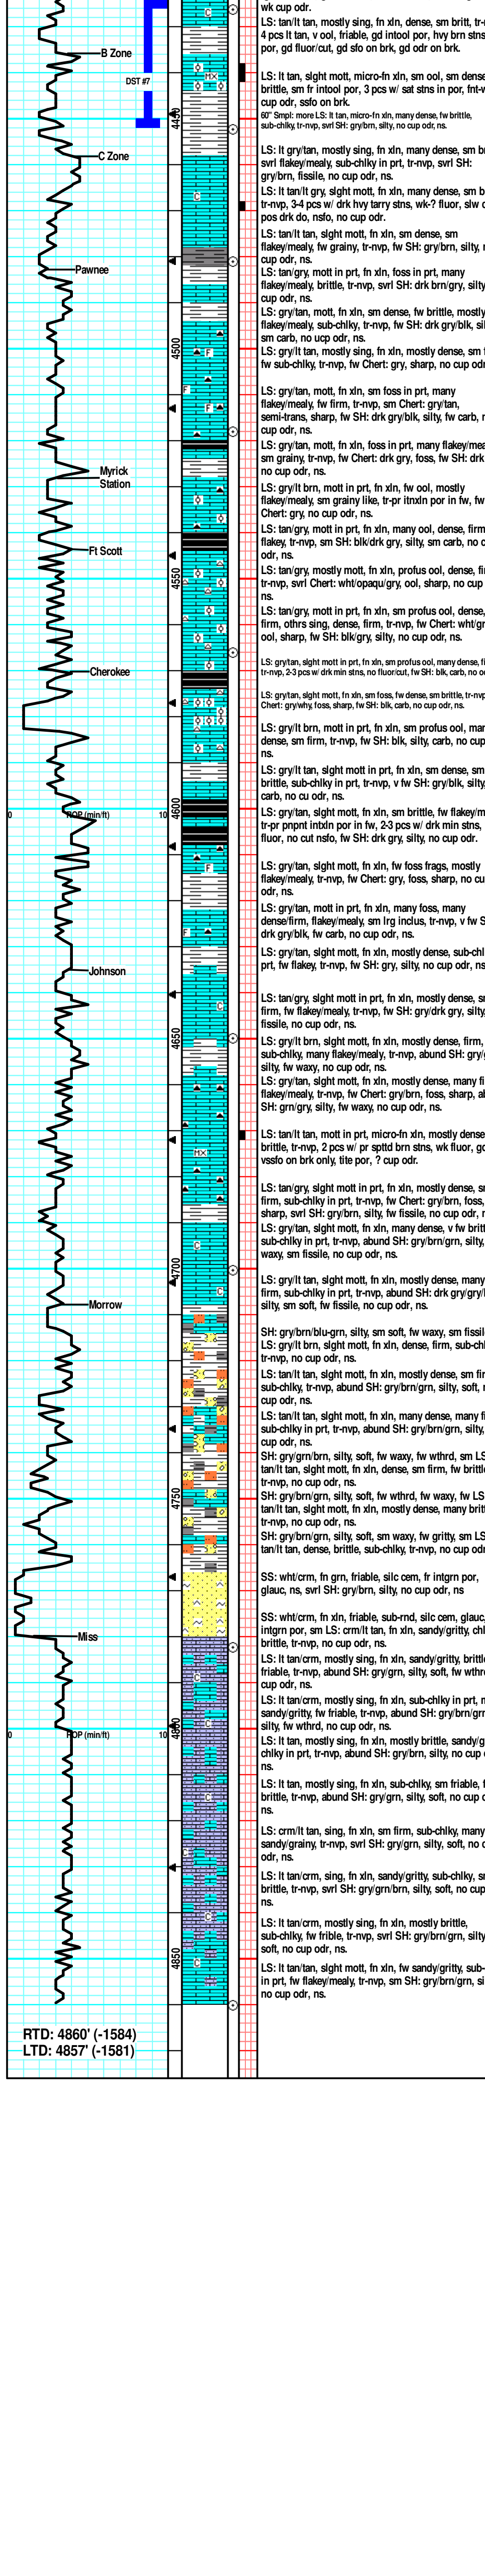 wk cup odr.
LS: tan/lt tan, mostly sing, fn xln, dense, sm britt, tr-
4 pcs lt tan, v ool, friable, gd intool por, hvy brn stns
por, gd fluor/cut, gd sfo on brk, gd odr on brk.
B Zone
DST #7
LS: lt tan, slght mott, micro-fn xln, sm ool, sm dense
brittle, sm fr intool por, 3 pcs w/ sat stns in por, fnt-v
cup odr, ssfo on brk.
C
MX
4450
60" Smpl: more LS: lt tan, micro-fn xln, many dense, fw brittle,
sub-chlky, tr-nvp, svrl SH: gry/brn, silty, no cup odr, ns.
C Zone
LS: lt gry/tan, mostly sing, fn xln, many dense, sm br
svrl flakey/mealy, sub-chlky in prt, tr-nvp, svrl SH:
gry/brn, fissile, no cup odr, ns.
C
LS: lt tan/lt gry, slght mott, fn xln, many dense, sm b
tr-nvp, 3-4 pcs w/ drk hvy tarry stns, wk-? fluor, slw c
pos drk do, nsfo, no cup odr.
LS: tan/lt tan, slght mott, fn xln, sm dense, sm
flakey/mealy, fw grainy, tr-nvp, fw SH: gry/brn, silty, n
cup odr, ns.
Pawnee
LS: tan/gry, mott in prt, fn xln, foss in prt, many
flakey/mealy, brittle, tr-nvp, svrl SH: drk brn/gry, silty
cup odr, ns.
LS: gry/tan, mott, fn xln, sm dense, fw brittle, mostly
flakey/mealy, sub-chlky, tr-nvp, fw SH: drk gry/blk, sil
sm carb, no ucp odr, ns.
4500
F
LS: gry/lt tan, mostly sing, fn xln, mostly dense, sm f
fw sub-chlky, tr-nvp, fw Chert: gry, sharp, no cup odr
F
F
LS: gry/tan, mott, fn xln, sm foss in prt, many
flakey/mealy, fw firm, tr-nvp, sm Chert: gry/tan,
semi-trans, sharp, fw SH: drk gry/blk, silty, fw carb, n
cup odr, ns.
LS: gry/tan, mott, fn xln, foss in prt, many flakey/mea
sm grainy, tr-nvp, fw Chert: drk gry, foss, fw SH: drk
no cup odr, ns.
Myrick
Station
LS: gry/lt brn, mott in prt, fn xln, fw ool, mostly
flakey/mealy, sm grainy like, tr-pr itnxln por in fw, fw
Chert: gry, no cup odr, ns.
LS: tan/gry, mott in prt, fn xln, many ool, dense, firm
flakey, tr-nvp, sm SH: blk/drk gry, silty, sm carb, no c
odr, ns.
Ft Scott
4550
LS: tan/gry, mostly mott, fn xln, profus ool, dense, fi
tr-nvp, svrl Chert: wht/opaqu/gry, ool, sharp, no cup
ns.
LS: tan/gry, mott in prt, fn xln, sm profus ool, dense,
firm, othrs sing, dense, firm, tr-nvp, fw Chert: wht/gr
ool, sharp, fw SH: blk/gry, silty, no cup odr, ns.
Cherokee
LS: gry/tan, slght mott in prt, fn xln, sm profus ool, many dense, fi
tr-nvp, 2-3 pcs w/ drk min stns, no fluor/cut, fw SH: blk, carb, no o
LS: gry/tan, slght mott, fn xln, sm foss, fw dense, sm brittle, tr-nvp
Chert: gry/why, foss, sharp, fw SH: blk, carb, no cup odr, ns.
LS: gry/lt brn, mott in prt, fn xln, sm profus ool, mar
dense, sm firm, tr-nvp, fw SH: blk, silty, carb, no cup
ns.
LS: gry/lt tan, slght mott in prt, fn xln, sm dense, sm
brittle, sub-chlky in prt, tr-nvp, v fw SH: gry/blk, silty,
carb, no cu odr, ns.
4600
0 ROP (min/ft) 10
LS: gry/tan, slght mott, fn xln, sm brittle, fw flakey/m
tr-pr pnpnt intxln por in fw, 2-3 pcs w/ drk min stns,
fluor, no cut nsfo, fw SH: drk gry, silty, no cup odr.
F
LS: gry/tan, slght mott, fn xln, fw foss frags, mostly
flakey/mealy, tr-nvp, fw Chert: gry, foss, sharp, no cu
odr, ns.
LS: gry/tan, mott in prt, fn xln, many foss, many
dense/firm, flakey/mealy, sm lrg inclus, tr-nvp, v fw S
drk gry/blk, fw carb, no cup odr, ns.
F
LS: gry/tan, slght mott, fn xln, mostly dense, sub-chl
prt, fw flakey, tr-nvp, fw SH: gry, silty, no cup odr, ns
Johnson
LS: tan/gry, slght mott in prt, fn xln, mostly dense, sr
firm, fw flakey/mealy, tr-nvp, fw SH: gry/drk gry, silty,
fissile, no cup odr, ns.
C
4650
LS: gry/lt brn, slght mott, fn xln, mostly dense, firm,
sub-chlky, many flakey/mealy, tr-nvp, abund SH: gry/g
silty, fw waxy, no cup odr, ns.
LS: gry/tan, slght mott, fn xln, mostly dense, many fi
flakey/mealy, tr-nvp, fw Chert: gry/brn, foss, sharp, ab
SH: grn/gry, silty, fw waxy, no cup odr, ns.
LS: tan/lt tan, mott in prt, micro-fn xln, mostly dense
brittle, tr-nvp, 2 pcs w/ pr spttd brn stns, wk fluor, gc
vssfo on brk only, tite por, ? cup odr.
MX
LS: tan/gry, slght mott in prt, fn xln, mostly dense, sr
firm, sub-chlky in prt, tr-nvp, fw Chert: gry/brn, foss,
sharp, svrl SH: gry/brn, silty, fw fissile, no cup odr, n
LS: gry/tan, slght mott, fn xln, many dense, v fw britt
sub-chlky in prt, tr-nvp, abund SH: gry/brn/grn, silty,
waxy, sm fissile, no cup odr, ns.
C
4700
C
LS: gry/lt tan, slght mott, fn xln, mostly dense, many
firm, sub-chlky in prt, tr-nvp, abund SH: drk gry/gry/l
silty, sm soft, fw fissile, no cup odr, ns.
Morrow
SH: gry/brn/blu-grn, silty, sm soft, fw waxy, sm fissil
LS: gry/lt brn, slght mott, fn xln, dense, firm, sub-chl
tr-nvp, no cup odr, ns.
LS: tan/lt tan, slght mott, fn xln, mostly dense, sm fir
sub-chlky, tr-nvp, abund SH: gry/brn/grn, silty, soft, n
cup odr, ns.
LS: tan/lt tan, slght mott, fn xln, many dense, many fi
sub-chlky in prt, tr-nvp, abund SH: gry/brn/grn, silty,
cup odr, ns.
SH: gry/grn/brn, silty, soft, fw waxy, fw wthrd, sm LS
tan/lt tan, slght mott, fn xln, dense, sm firm, fw brittle
tr-nvp, no cup odr, ns.
4750
SH: gry/brn/grn, silty, soft, fw wthrd, fw waxy, fw LS
tan/lt tan, slght mott, fn xln, mostly dense, many britt
tr-nvp, no cup odr, ns.
SH: gry/brn/grn, silty, soft, sm waxy, fw gritty, sm LS
tan/lt tan, dense, brittle, sub-chlky, tr-nvp, no cup odr
SS: wht/crm, fn grn, friable, silc cem, fr intgrn por,
glauc, ns, svrl SH: gry/brn, silty, no cup odr, ns
SS: wht/crm, fn xln, friable, sub-rnd, silc cem, glauc,
intgrn por, sm LS: crm/lt tan, fn xln, sandy/gritty, chl
brittle, tr-nvp, no cup odr, ns.
Miss
LS: lt tan/crm, mostly sing, fn xln, sandy/gritty, brittle
friable, tr-nvp, abund SH: gry/grn, silty, soft, fw wthre
cup odr, ns.
C
LS: lt tan/crm, mostly sing, fn xln, sub-chlky in prt, n
sandy/gritty, fw friable, tr-nvp, abund SH: gry/brn/grn
silty, fw wthrd, no cup odr, ns.
C
4800
0 ROP (min/ft) 10
LS: lt tan, mostly sing, fn xln, mostly brittle, sandy/g
chlky in prt, tr-nvp, abund SH: gry/brn, silty, no cup o
ns.
LS: lt tan, mostly sing, fn xln, sub-chlky, sm friable, f
brittle, tr-nvp, abund SH: gry/grn, silty, soft, no cup o
ns.
C
LS: crm/lt tan, sing, fn xln, sm firm, sub-chlky, many
sandy/grainy, tr-nvp, svrl SH: gry/grn, silty, soft, no c
odr, ns.
C
LS: lt tan/crm, sing, fn xln, sandy/gritty, sub-chlky, sr
brittle, tr-nvp, svrl SH: gry/grn/brn, silty, soft, no cup
ns.
C
LS: lt tan/crm, mostly sing, fn xln, mostly brittle,
sub-chlky, fw frible, tr-nvp, svrl SH: gry/brn/grn, silty
soft, no cup odr, ns.
4850
C
LS: lt tan/tan, slght mott, fn xln, fw sandy/gritty, sub-
in prt, fw flakey/mealy, tr-nvp, sm SH: gry/brn/grn, si
no cup odr, ns.
RTD: 4860' (-1584)
LTD: 4857' (-1581)